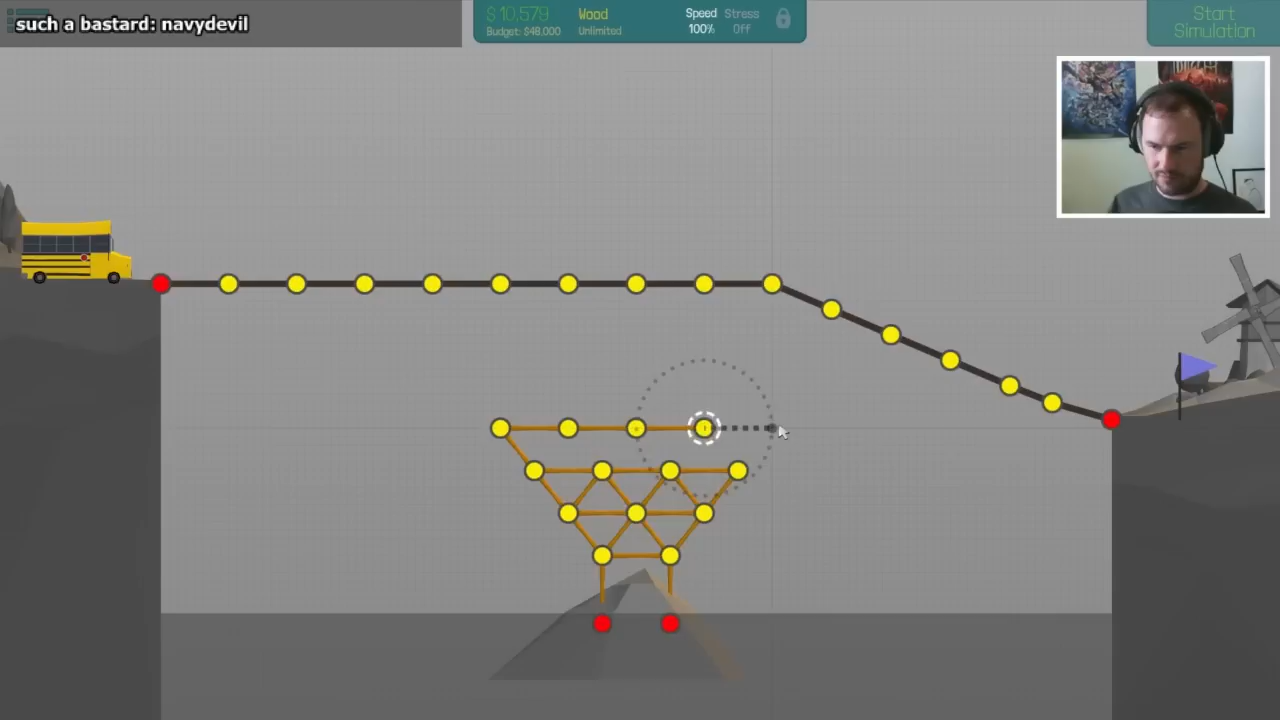 such a bastard: navydevil
$ 10,579
Budget: $48,000
Wood
Unlimited
Speed
100%
Stress
Off
Start
Simulation